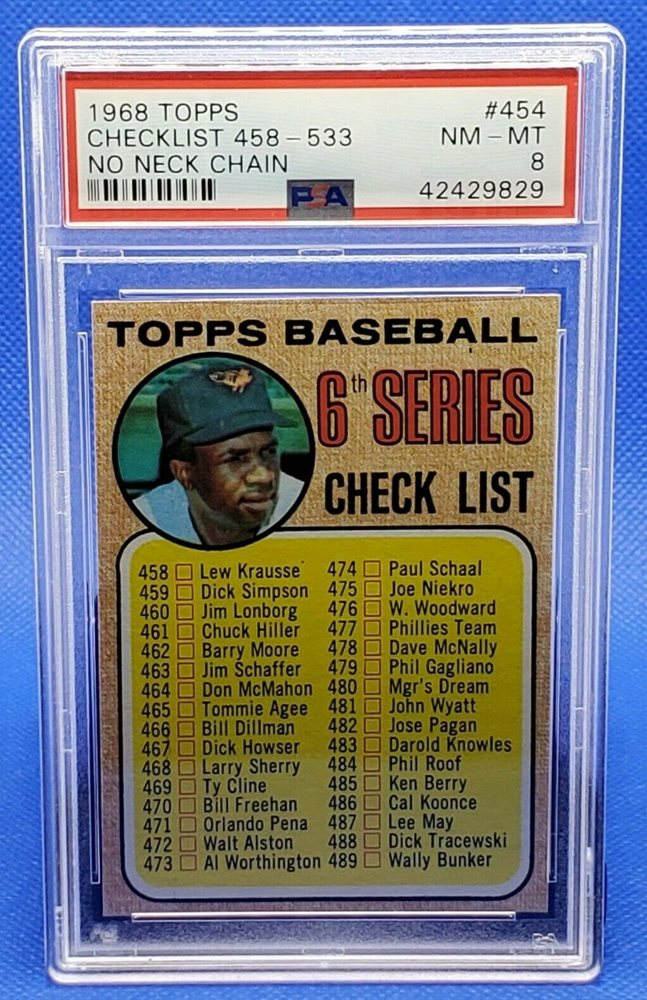 1968 TOPPS #454
CHECKLIST 458-533 NM-MT
NO NECK CHAIN 8
PSA 42429829
TOPPS BASEBALL
6th SERIES
CHECK LIST
458 Lew Krausse 474 Paul Schaal
459 Dick Simpson 475 Joe Niekro
460 Jim Lonborg 476 W. Woodward
461 Chuck Hiller 477 Phillies Team
462 Barry Moore 478 Dave McNally
463 Jim Schaffer 479 Phil Gagliano
464 Don McMahon 480 Mgr's Dream
465 Tommie Agee 481 John Wyatt
466 Bill Dillman 482 Jose Pagan
467 Dick Howser 483 Darold Knowles
468 Larry Sherry 484 Phil Roof
469 Ty Cline 485 Ken Berry
470 Bill Freehan 486 Cal Koonce
471 Orlando Pena 487 Lee May
472 Walt Alston 488 Dick Tracewski
473 Al Worthington 489 Wally Bunker